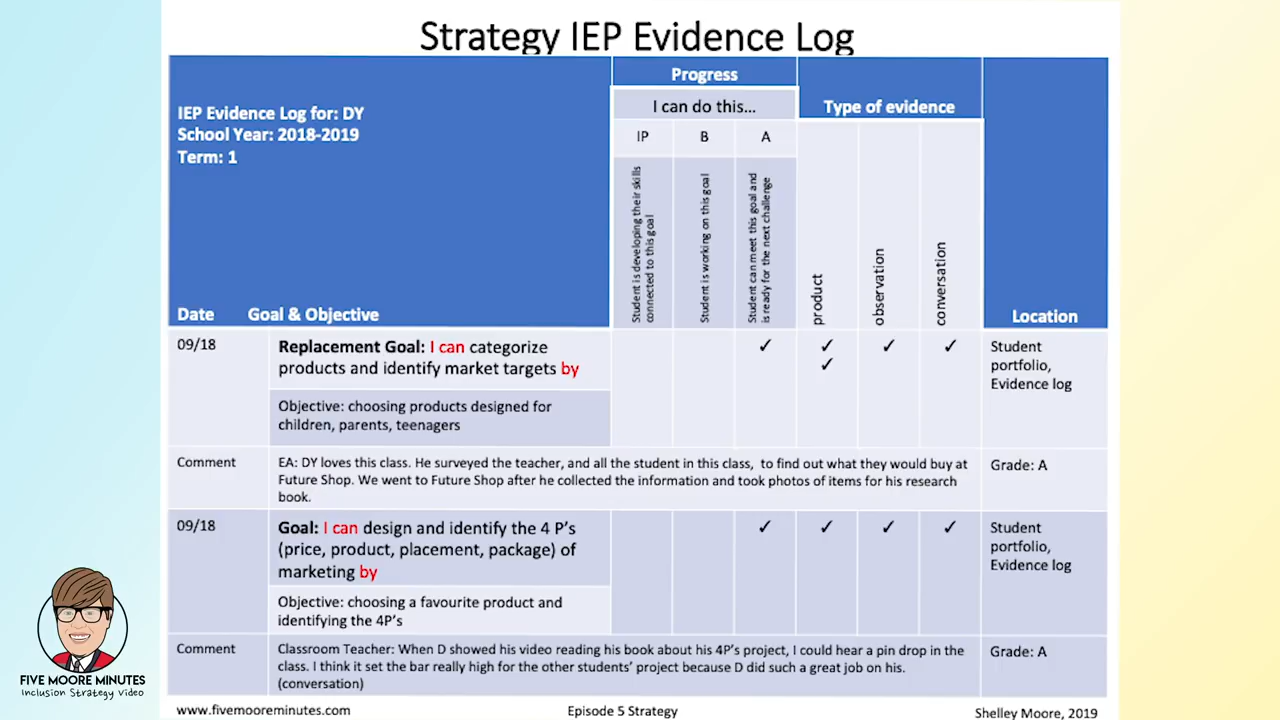 Strategy IEP Evidence Log
IEP Evidence Log for: DY
School Year: 2018-2019
Term: 1
Date
Goal & Objective
Progress
I can do this...
IP
B
A
Student is developing their skills
connected to this goal
Student is working on this goal
Student can meet this goal and
is ready for the next challenge
Type of evidence
product
observation
conversation
Location
09/18
Replacement Goal: I can categorize
products and identify market targets by
Objective: choosing products designed for
children, parents, teenagers
✓
✓
✓
✓
✓
Student
portfolio,
Evidence log
Comment
EA: DY loves this class. He surveyed the teacher, and all the student in this class, to find out what they would buy at
Future Shop. We went to Future Shop after he collected the information and took photos of items for his research
book.
Grade: A
09/18
Goal: I can design and identify the 4 P's
(price, product, placement, package) of
marketing by
Objective: choosing a favourite product and
identifying the 4P's
✓
✓
✓
✓
Student
portfolio,
Evidence log
Comment
Classroom Teacher: When D showed his video reading his book about his 4P's project, I could hear a pin drop in the
class. I think it set the bar really high for the other students' project because D did such a great job on his.
(conversation)
Grade: A
FIVE MOORE MINUTES
Inclusion Strategy Video
www.fivemooreminutes.com
Episode 5 Strategy
Shelley Moore, 2019